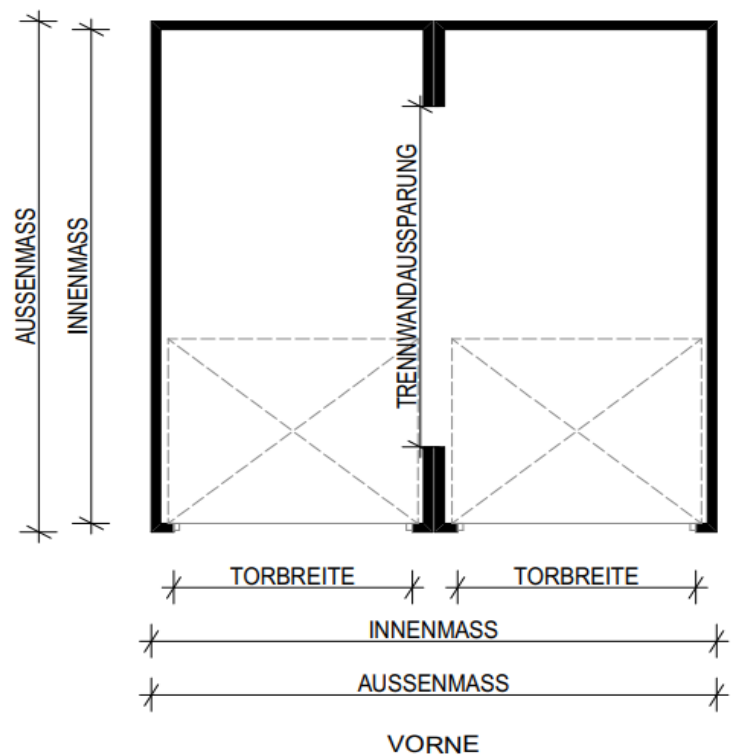 AUSSENMASS
INNENMASS
TRENNWANDAUSSPARUNG
TORBREITE
TORBREITE
INNENMASS
AUSSENMASS
VORNE